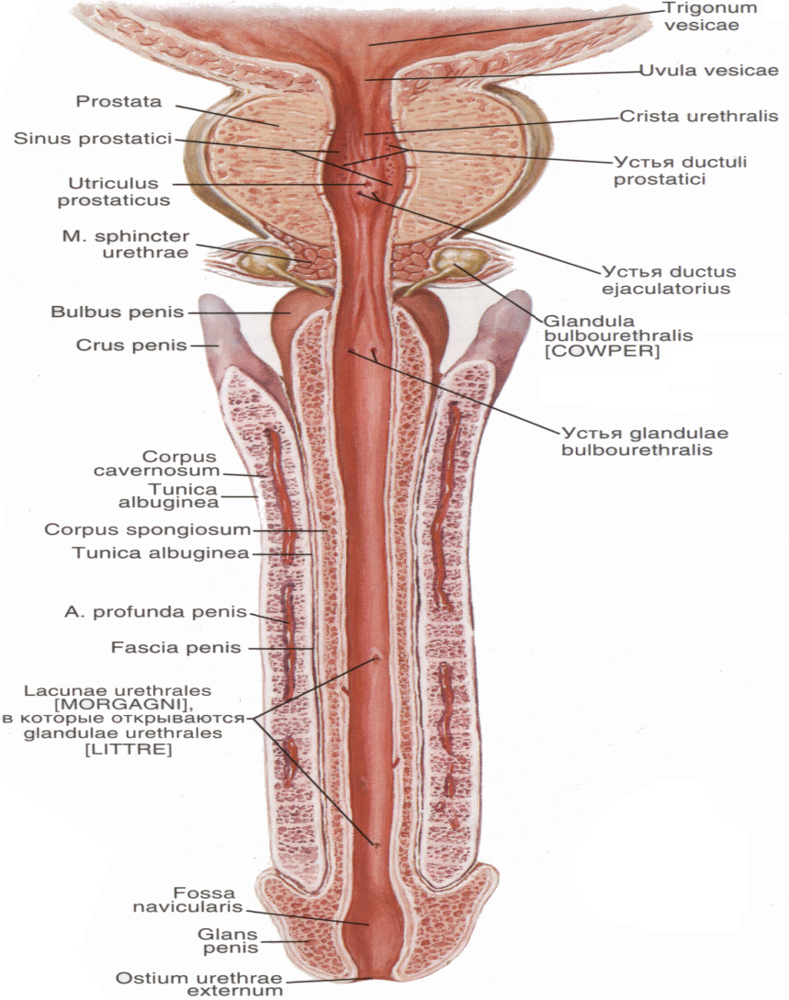 Trigonum
vesicae
Uvula vesicae
Prostata
Crista urethralis
Sinus prostatici
Устья ductuli
prostatici
Utriculus
prostaticus
M. sphincter
urethrae
Устья ductus
ejaculatorius
Bulbus penis
Glandula
bulbourethralis
[COWPER]
Crus penis
Устья glandulae
bulbourethralis
Corpus
cavernosum
Tunica
albuginea
Corpus spongiosum
Tunica albuginea
A. profunda penis
Fascia penis
Lacunae urethrales
[MORGAGNI],
в которые открываются
glandulae urethrales
[LITTRE]
Fossa
navicularis
Glans
penis
Ostium urethrae
externum